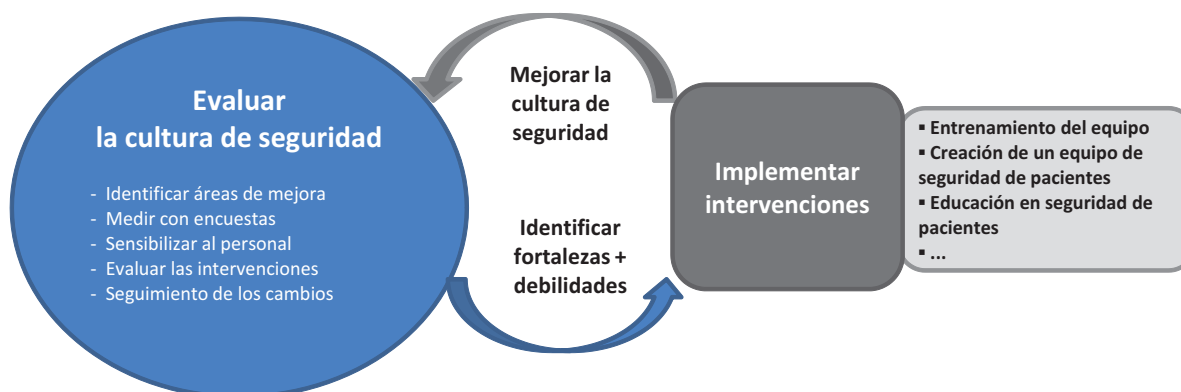 Evaluar
la cultura de seguridad
- Identificar áreas de mejora
- Medir con encuestas
- Sensibilizar al personal
- Evaluar las intervenciones
- Seguimiento de los cambios
Mejorar la
cultura de
seguridad
Identificar
fortalezas +
debilidades
Implementar
intervenciones
▪ Entrenamiento del equipo
▪ Creación de un equipo de
seguridad de pacientes
▪ Educación en seguridad de
pacientes
▪ ...